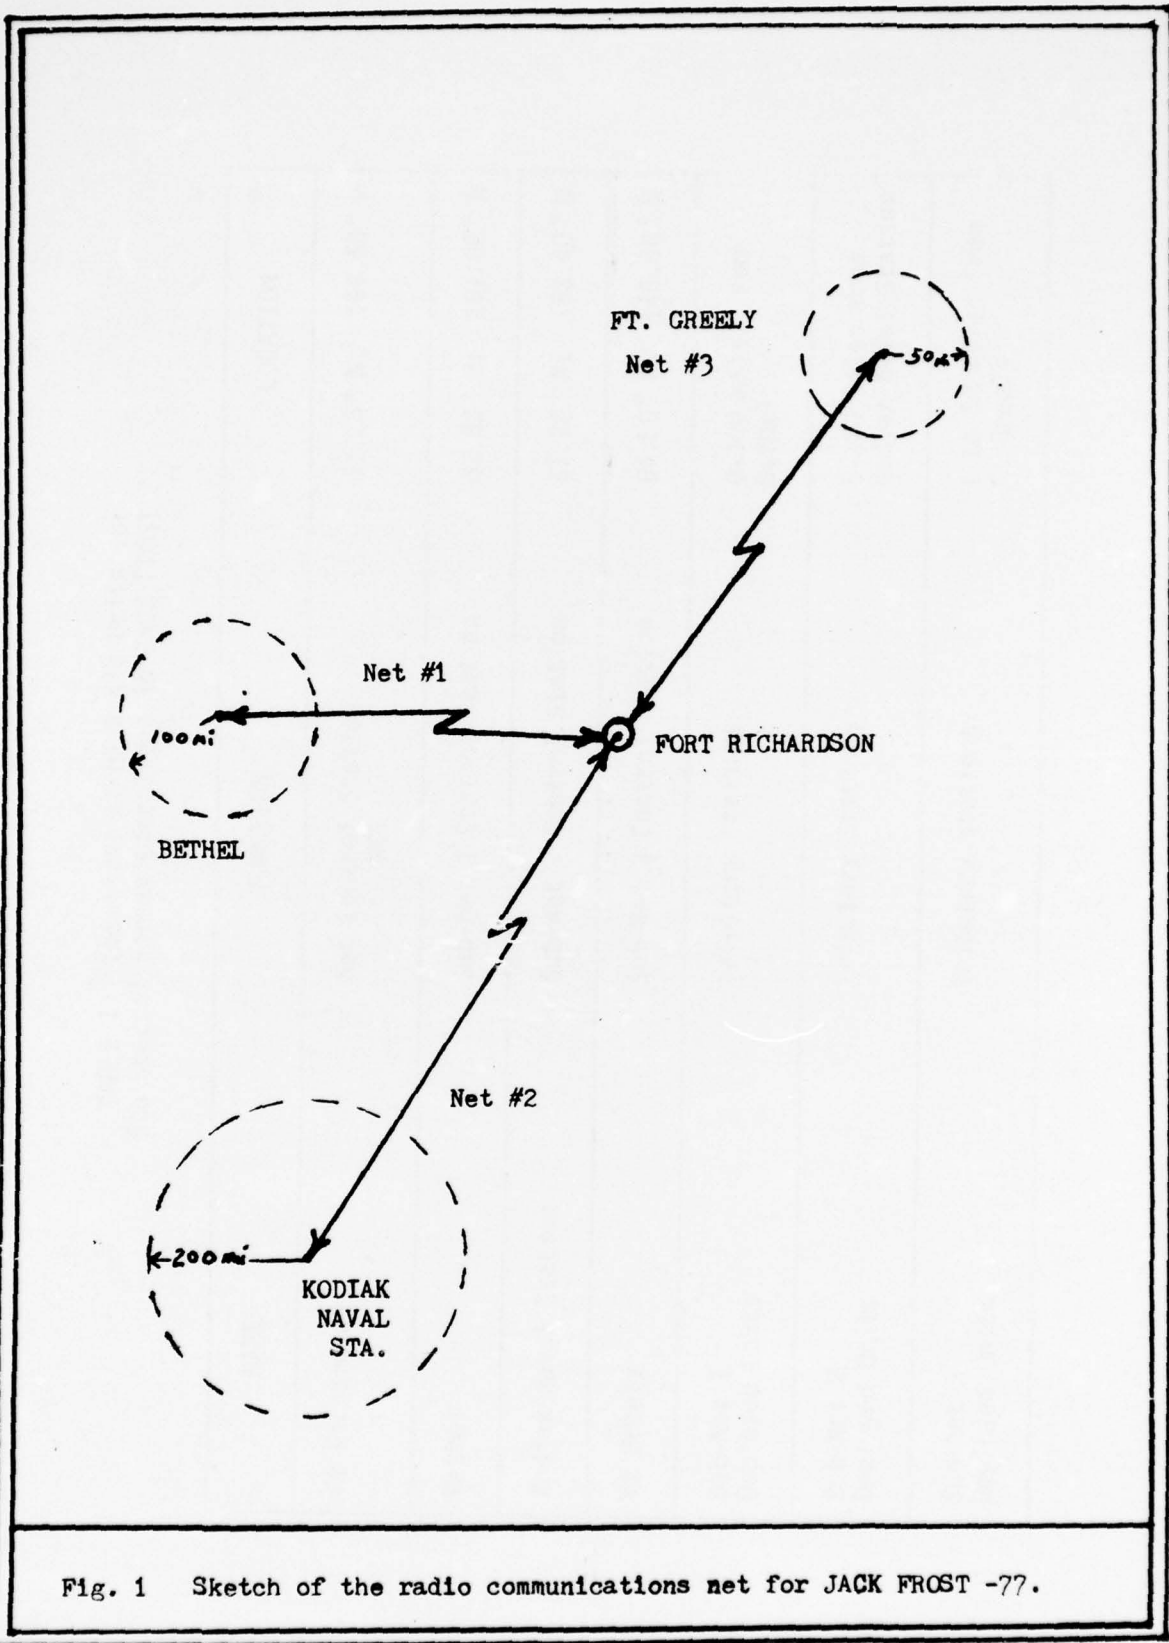 FT. GREELY
Net #3
50mi
Net #1
100mi
FORT RICHARDSON
BETHEL
Net #2
200mi
KODIAK
NAVAL
STA.
Fig. 1 Sketch of the radio communications net for JACK FROST -77.